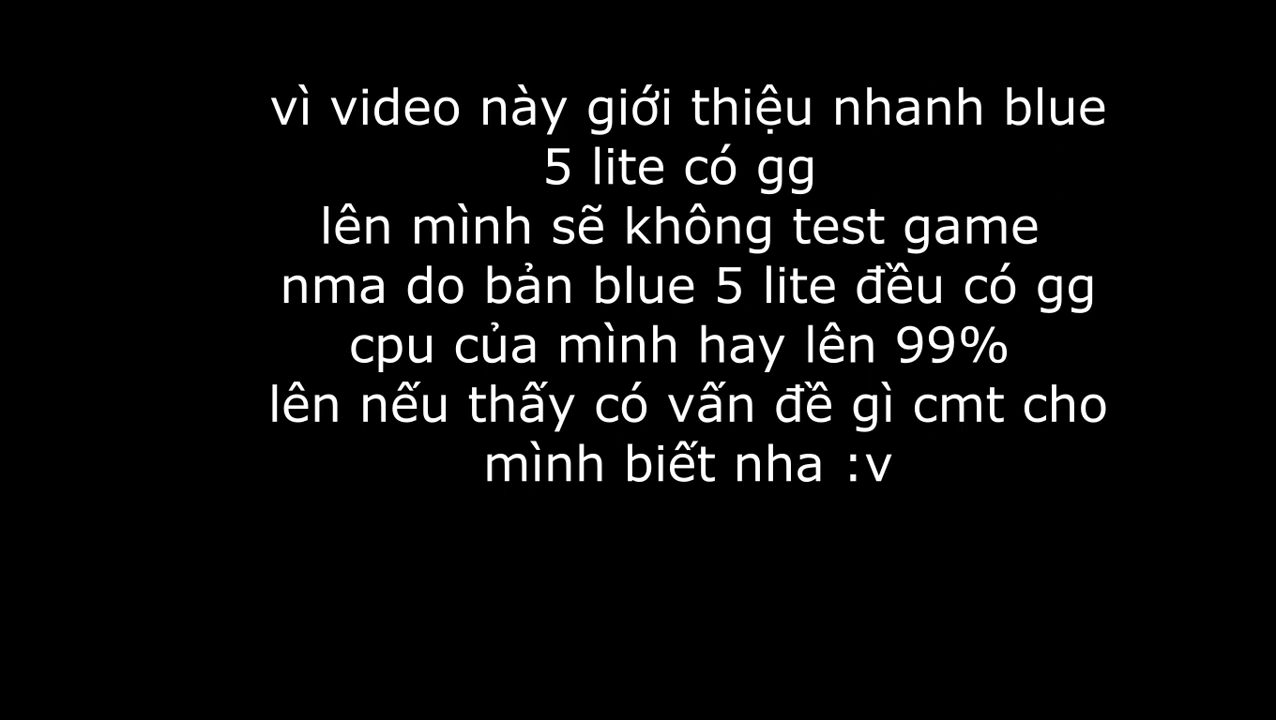 vì video này giới thiệu nhanh blue
5 lite có gg
lên mình sẽ không test game
nma do bản blue 5 lite đều có gg
cpu của mình hay lên 99%
lên nếu thấy có vấn đề gì cmt cho
mình biết nha :v